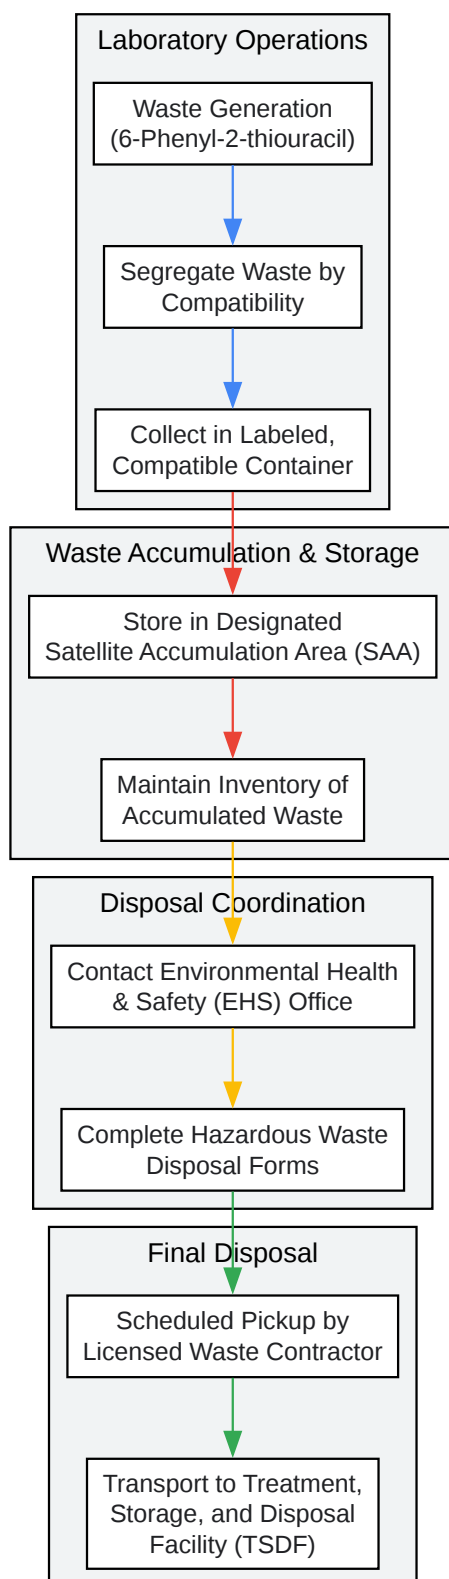 Laboratory Operations
Waste Generation
(6-Phenyl-2-thiouracil)
Segregate Waste by
Compatibility
Collect in Labeled,
Compatible Container
Waste Accumulation & Storage
Store in Designated
Satellite Accumulation Area (SAA)
Maintain Inventory of
Accumulated Waste
Disposal Coordination
Contact Environmental Health
& Safety (EHS) Office
Complete Hazardous Waste
Disposal Forms
Final Disposal
Scheduled Pickup by
Licensed Waste Contractor
Transport to Treatment,
Storage, and Disposal
Facility (TSDF)